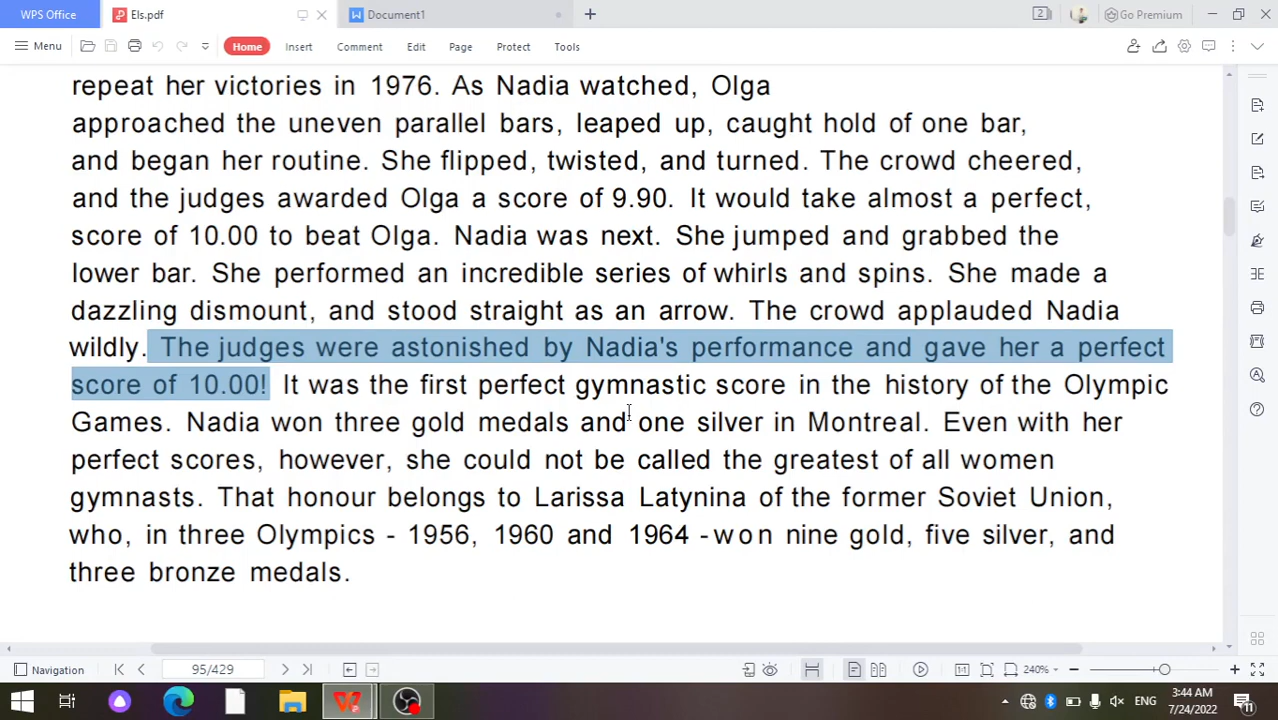 WPS Office
Els.pdf
Document1
2
Go Premium
Menu
Home
Insert
Comment
Edit
Page
Protect
Tools
repeat her victories in 1976. As Nadia watched, Olga
approached the uneven parallel bars, leaped up, caught hold of one bar,
and began her routine. She flipped, twisted, and turned. The crowd cheered,
and the judges awarded Olga a score of 9.90. It would take almost a perfect,
score of 10.00 to beat Olga. Nadia was next. She jumped and grabbed the
lower bar. She performed an incredible series of whirls and spins. She made a
dazzling dismount, and stood straight as an arrow. The crowd applauded Nadia
wildly. The judges were astonished by Nadia's performance and gave her a perfect
score of 10.00! It was the first perfect gymnastic score in the history of the Olympic
Games. Nadia won three gold medals and one silver in Montreal. Even with her
perfect scores, however, she could not be called the greatest of all women
gymnasts. That honour belongs to Larissa Latynina of the former Soviet Union,
who, in three Olympics - 1956, 1960 and 1964 -won nine gold, five silver, and
three bronze medals.
Navigation
95/429
240%
ENG
3:44 AM
7/24/2022
11